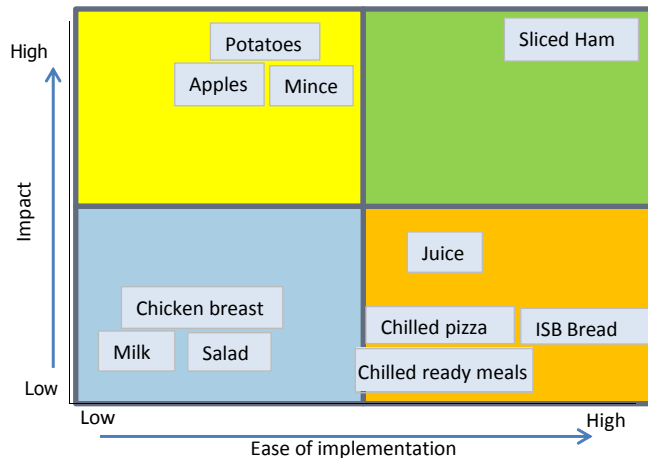 High
Potatoes
Sliced Ham
Apples
Mince
Impact
Juice
Chicken breast
Chilled pizza
ISB Bread
Milk
Salad
Chilled ready meals
Low
Low
High
Ease of implementation